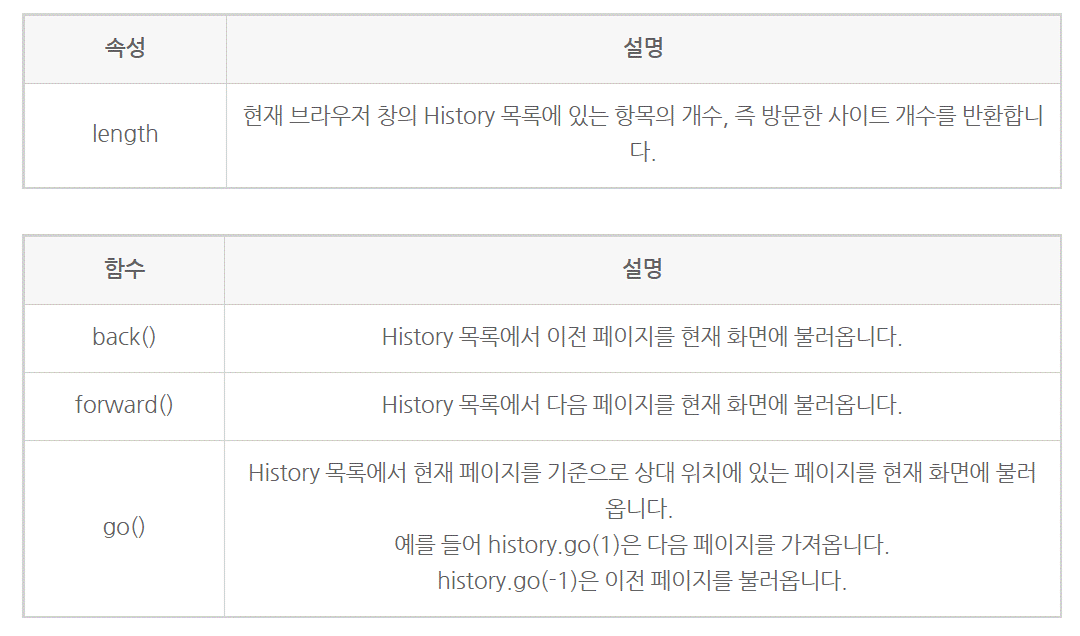 속성 설명
length 현재 브라우저 창의 History 목록에 있는 항목의 개수, 즉 방문한 사이트 개수를 반환합니
다.
함수 설명
back() History 목록에서 이전 페이지를 현재 화면에 불러옵니다.
forward() History 목록에서 다음 페이지를 현재 화면에 불러옵니다.
go() History 목록에서 현재 페이지를 기준으로 상대 위치에 있는 페이지를 현재 화면에 불러
옵니다.
예를 들어 history.go(1)은 다음 페이지를 가져옵니다.
history.go(-1)은 이전 페이지를 불러옵니다.